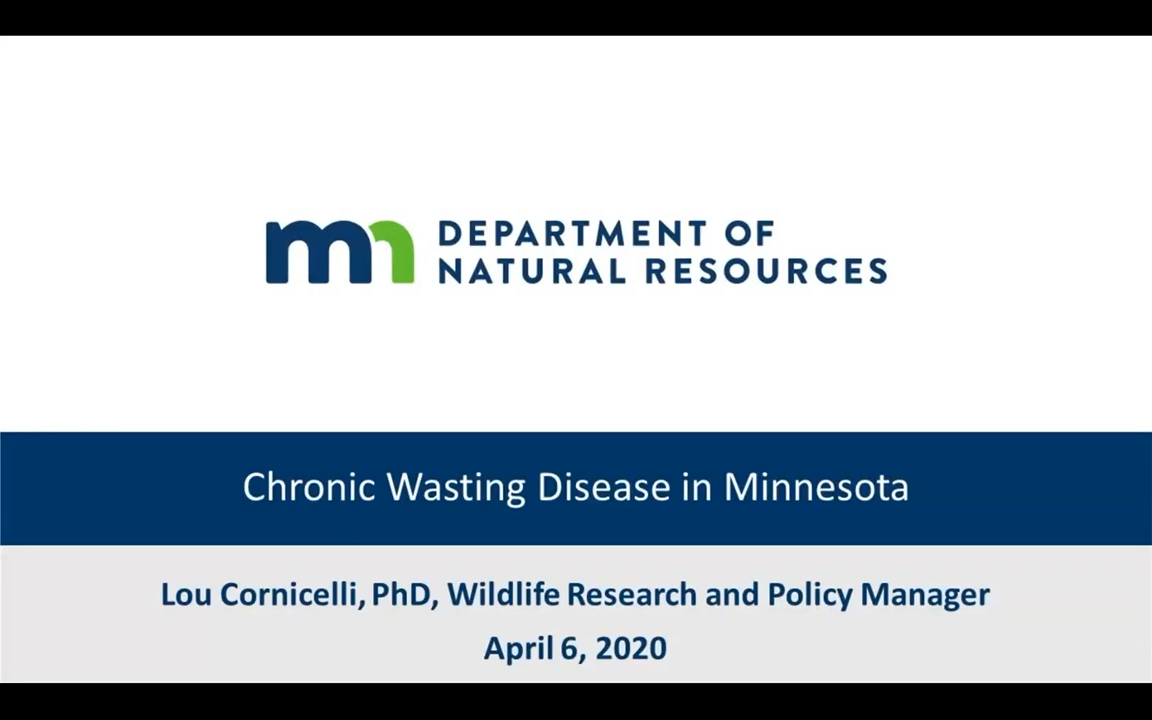 mn DEPARTMENT OF
NATURAL RESOURCES
Chronic Wasting Disease in Minnesota
Lou Cornicelli, PhD, Wildlife Research and Policy Manager
April 6, 2020